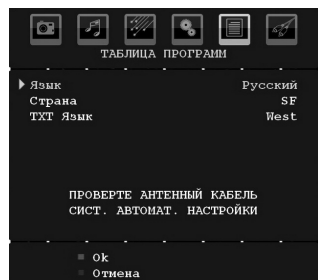 ТАБЛИЦА ПРОГРАММ
Язык Русский
Страна SF
TXT Язык West
ПРОВЕРТЕ АНТЕННЫЙ КАБЕЛЬ
СИСТ. АВТОМАТ. НАСТРОЙКИ
Ok
Отмена